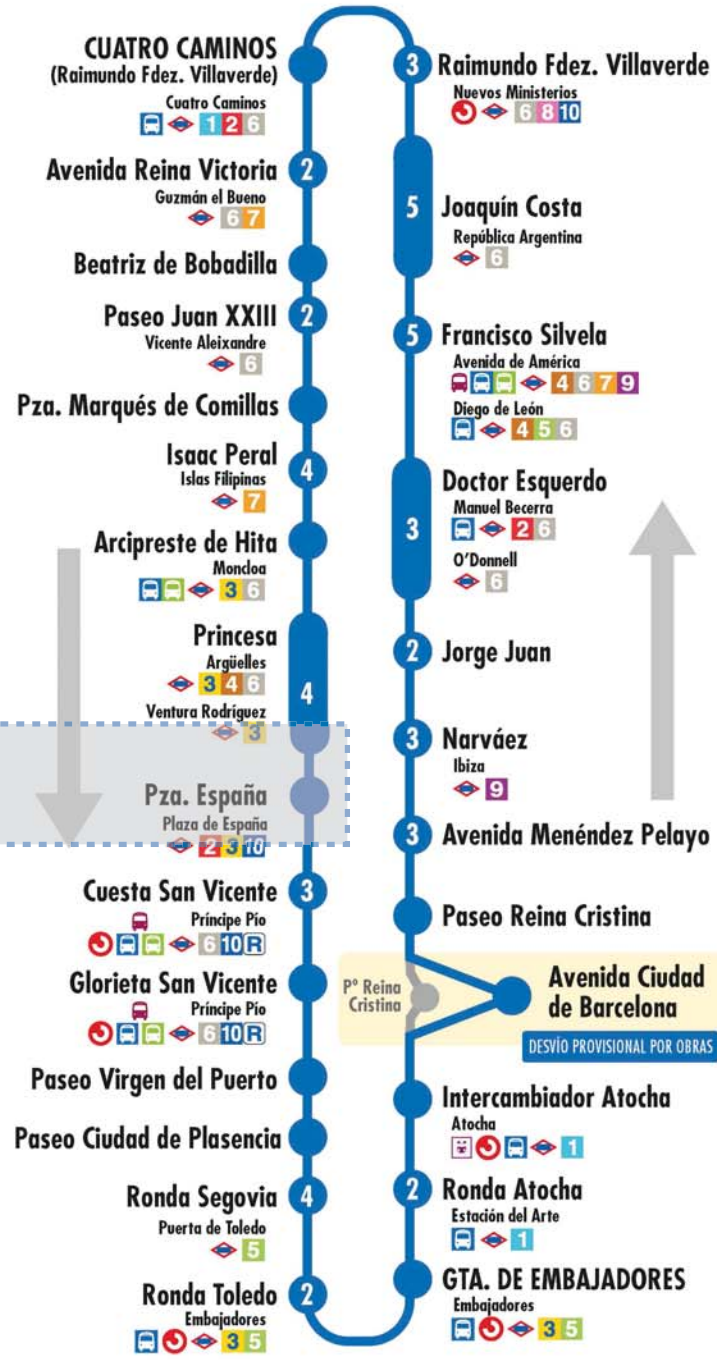 CUATRO CAMINOS
(Raimundo Fdez. Villaverde)
Cuatro Caminos
1 2 6
2
Avenida Reina Victoria
Guzmán el Bueno
6 7
Beatriz de Bobadilla
2
Paseo Juan XXIII
Vicente Aleixandre
6
Pza. Marqués de Comillas
4
Isaac Peral
Islas Filipinas
7
Arcipreste de Hita
Moncloa
3 6
Princesa
Argüelles
3 4 6
4
Ventura Rodríguez
3
Pza. España
Plaza de España
2 3 10
3
Cuesta San Vicente
Príncipe Pío
6 10 R
Glorieta San Vicente
Príncipe Pío
6 10 R
Paseo Virgen del Puerto
Paseo Ciudad de Plasencia
4
Ronda Segovia
Puerta de Toledo
5
2
Ronda Toledo
Embajadores
3 5
3 Raimundo Fdez. Villaverde
Nuevos Ministerios
6 8 10
5 Joaquín Costa
República Argentina
6
5 Francisco Silvela
Avenida de América
4 6 7 9
Diego de León
4 5 6
Doctor Esquerdo
Manuel Becerra
2 6
3
O'Donnell
6
2 Jorge Juan
3 Narváez
Ibiza
9
3 Avenida Menéndez Pelayo
Paseo Reina Cristina
Pº Reina
Cristina
Avenida Ciudad
de Barcelona
DESVÍO PROVISIONAL POR OBRAS
Intercambiador Atocha
Atocha
1
2 Ronda Atocha
Estación del Arte
1
GTA. DE EMBAJADORES
Embajadores
3 5